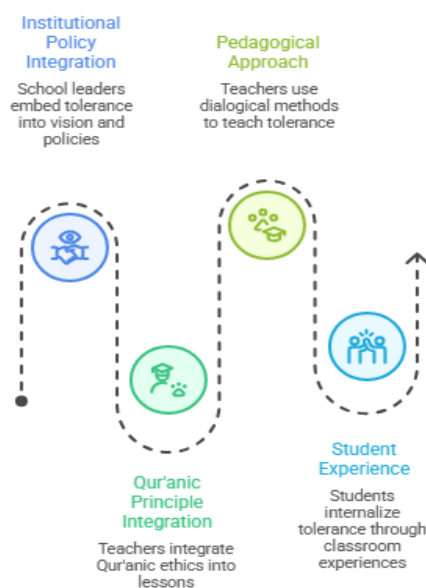 Institutional
Policy
Integration
School leaders
embed tolerance
into vision and
policies
Pedagogical
Approach
Teachers use
dialogical methods
to teach tolerance
Qur'anic
Principle
Integration
Teachers integrate
Qur'anic ethics into
lessons
Student
Experience
Students
internalize
tolerance through
classroom
experiences